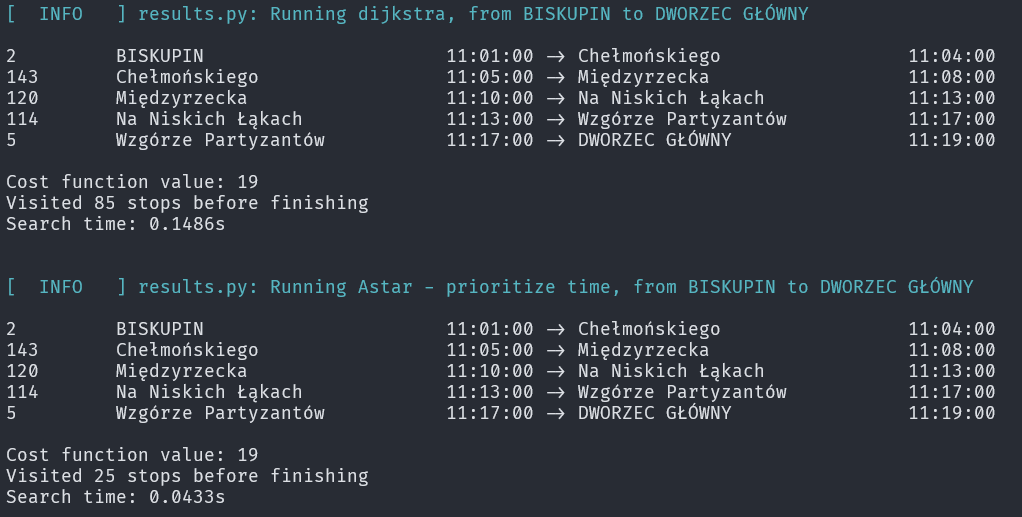 [  INFO   ] results.py: Running dijkstra, from BISKUPIN to DWORZEC GŁÓWNY
2         BISKUPIN                      11:01:00 -> Chełmońskiego                 11:04:00
143       Chełmońskiego                 11:05:00 -> Międzyrzecka                  11:08:00
120       Międzyrzecka                  11:10:00 -> Na Niskich Łąkach             11:13:00
114       Na Niskich Łąkach             11:13:00 -> Wzgórze Partyzantów           11:17:00
5         Wzgórze Partyzantów           11:17:00 -> DWORZEC GŁÓWNY                11:19:00
Cost function value: 19
Visited 85 stops before finishing
Search time: 0.1486s
[  INFO   ] results.py: Running Astar - prioritize time, from BISKUPIN to DWORZEC GŁÓWNY
2         BISKUPIN                      11:01:00 -> Chełmońskiego                 11:04:00
143       Chełmońskiego                 11:05:00 -> Międzyrzecka                  11:08:00
120       Międzyrzecka                  11:10:00 -> Na Niskich Łąkach             11:13:00
114       Na Niskich Łąkach             11:13:00 -> Wzgórze Partyzantów           11:17:00
5         Wzgórze Partyzantów           11:17:00 -> DWORZEC GŁÓWNY                11:19:00
Cost function value: 19
Visited 25 stops before finishing
Search time: 0.0433s